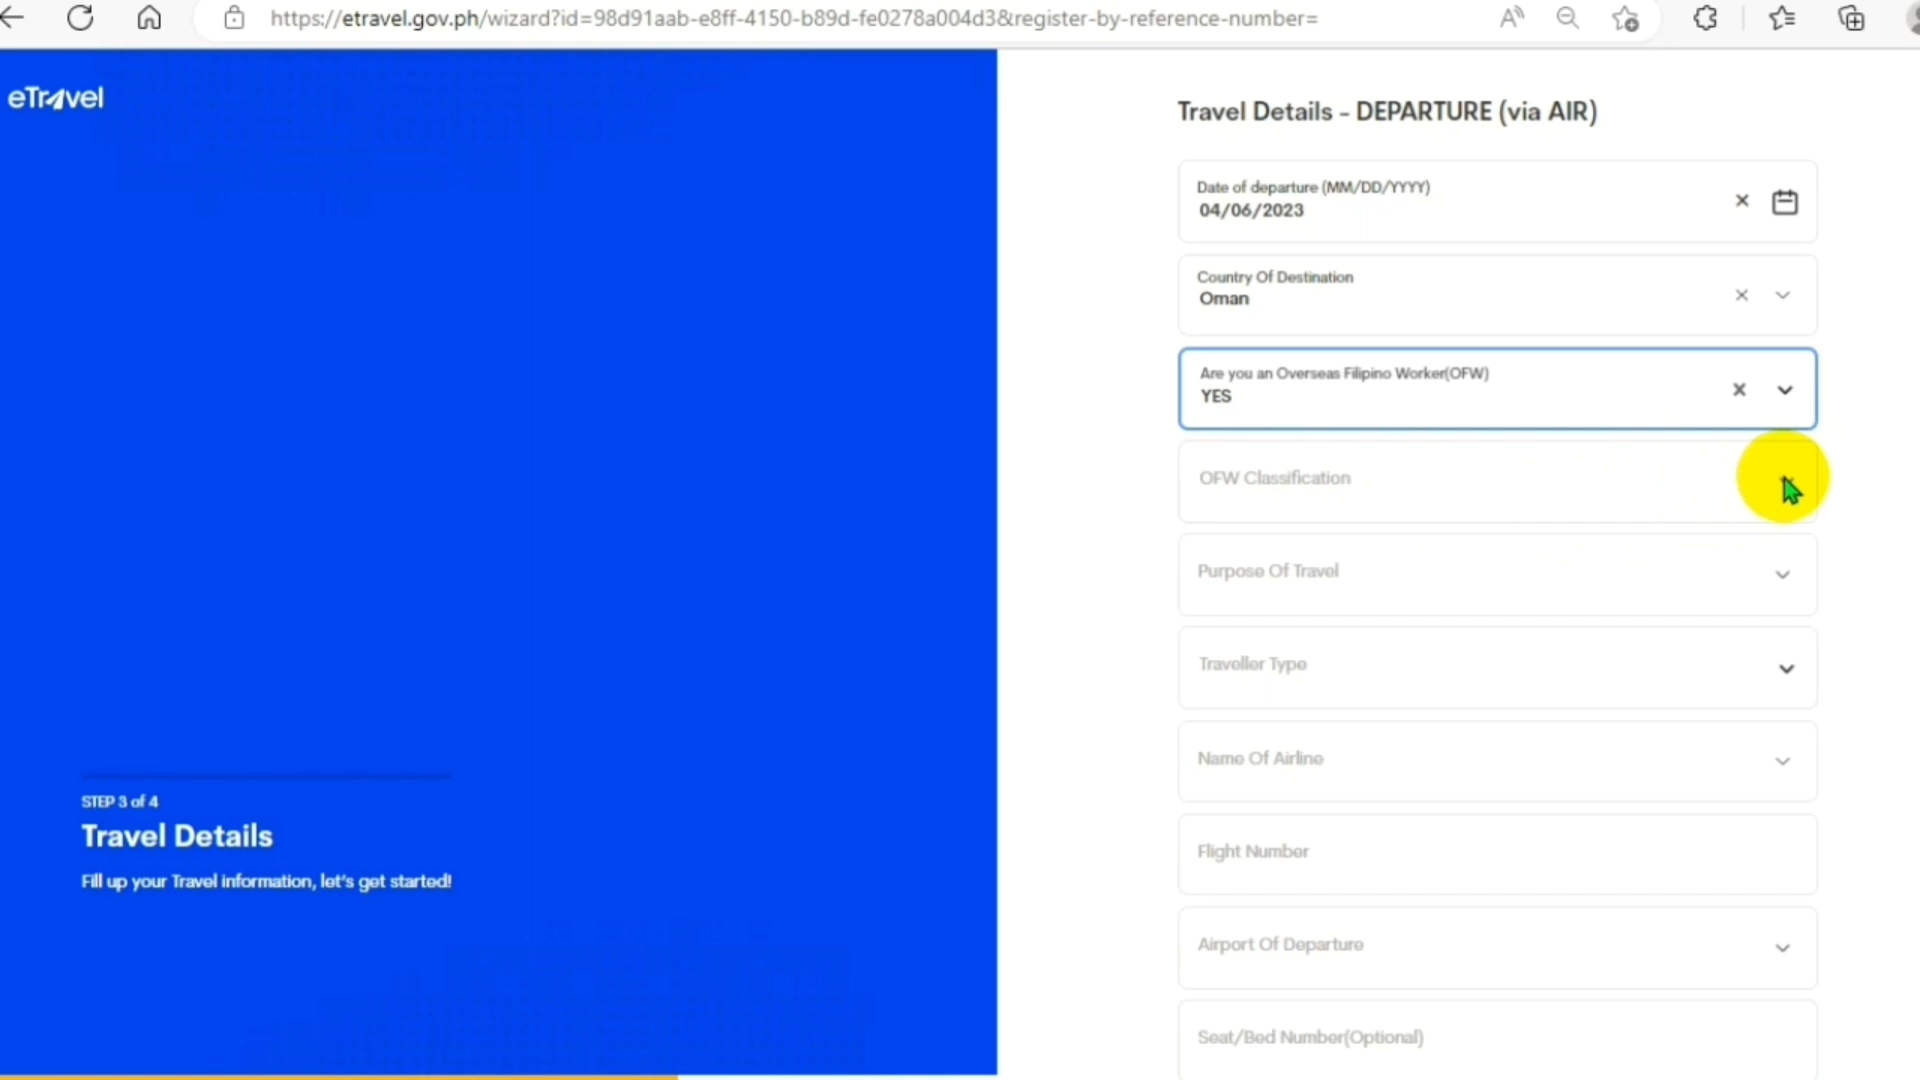 https://etravel.gov.ph/wizard?id=98d91aab-e8ff-4150-b89d-fe0278a004d3&register-by-reference-number=
eTravel
Travel Details - DEPARTURE (via AIR)
Date of departure (MM/DD/YYYY)
04/06/2023
Country Of Destination
Oman
Are you an Overseas Filipino Worker(OFW)
YES
OFW Classification
Purpose Of Travel
Traveller Type
Name Of Airline
Flight Number
Airport Of Departure
Seat/Bed Number(Optional)
STEP 3 of 4
Travel Details
Fill up your Travel information, let's get started!